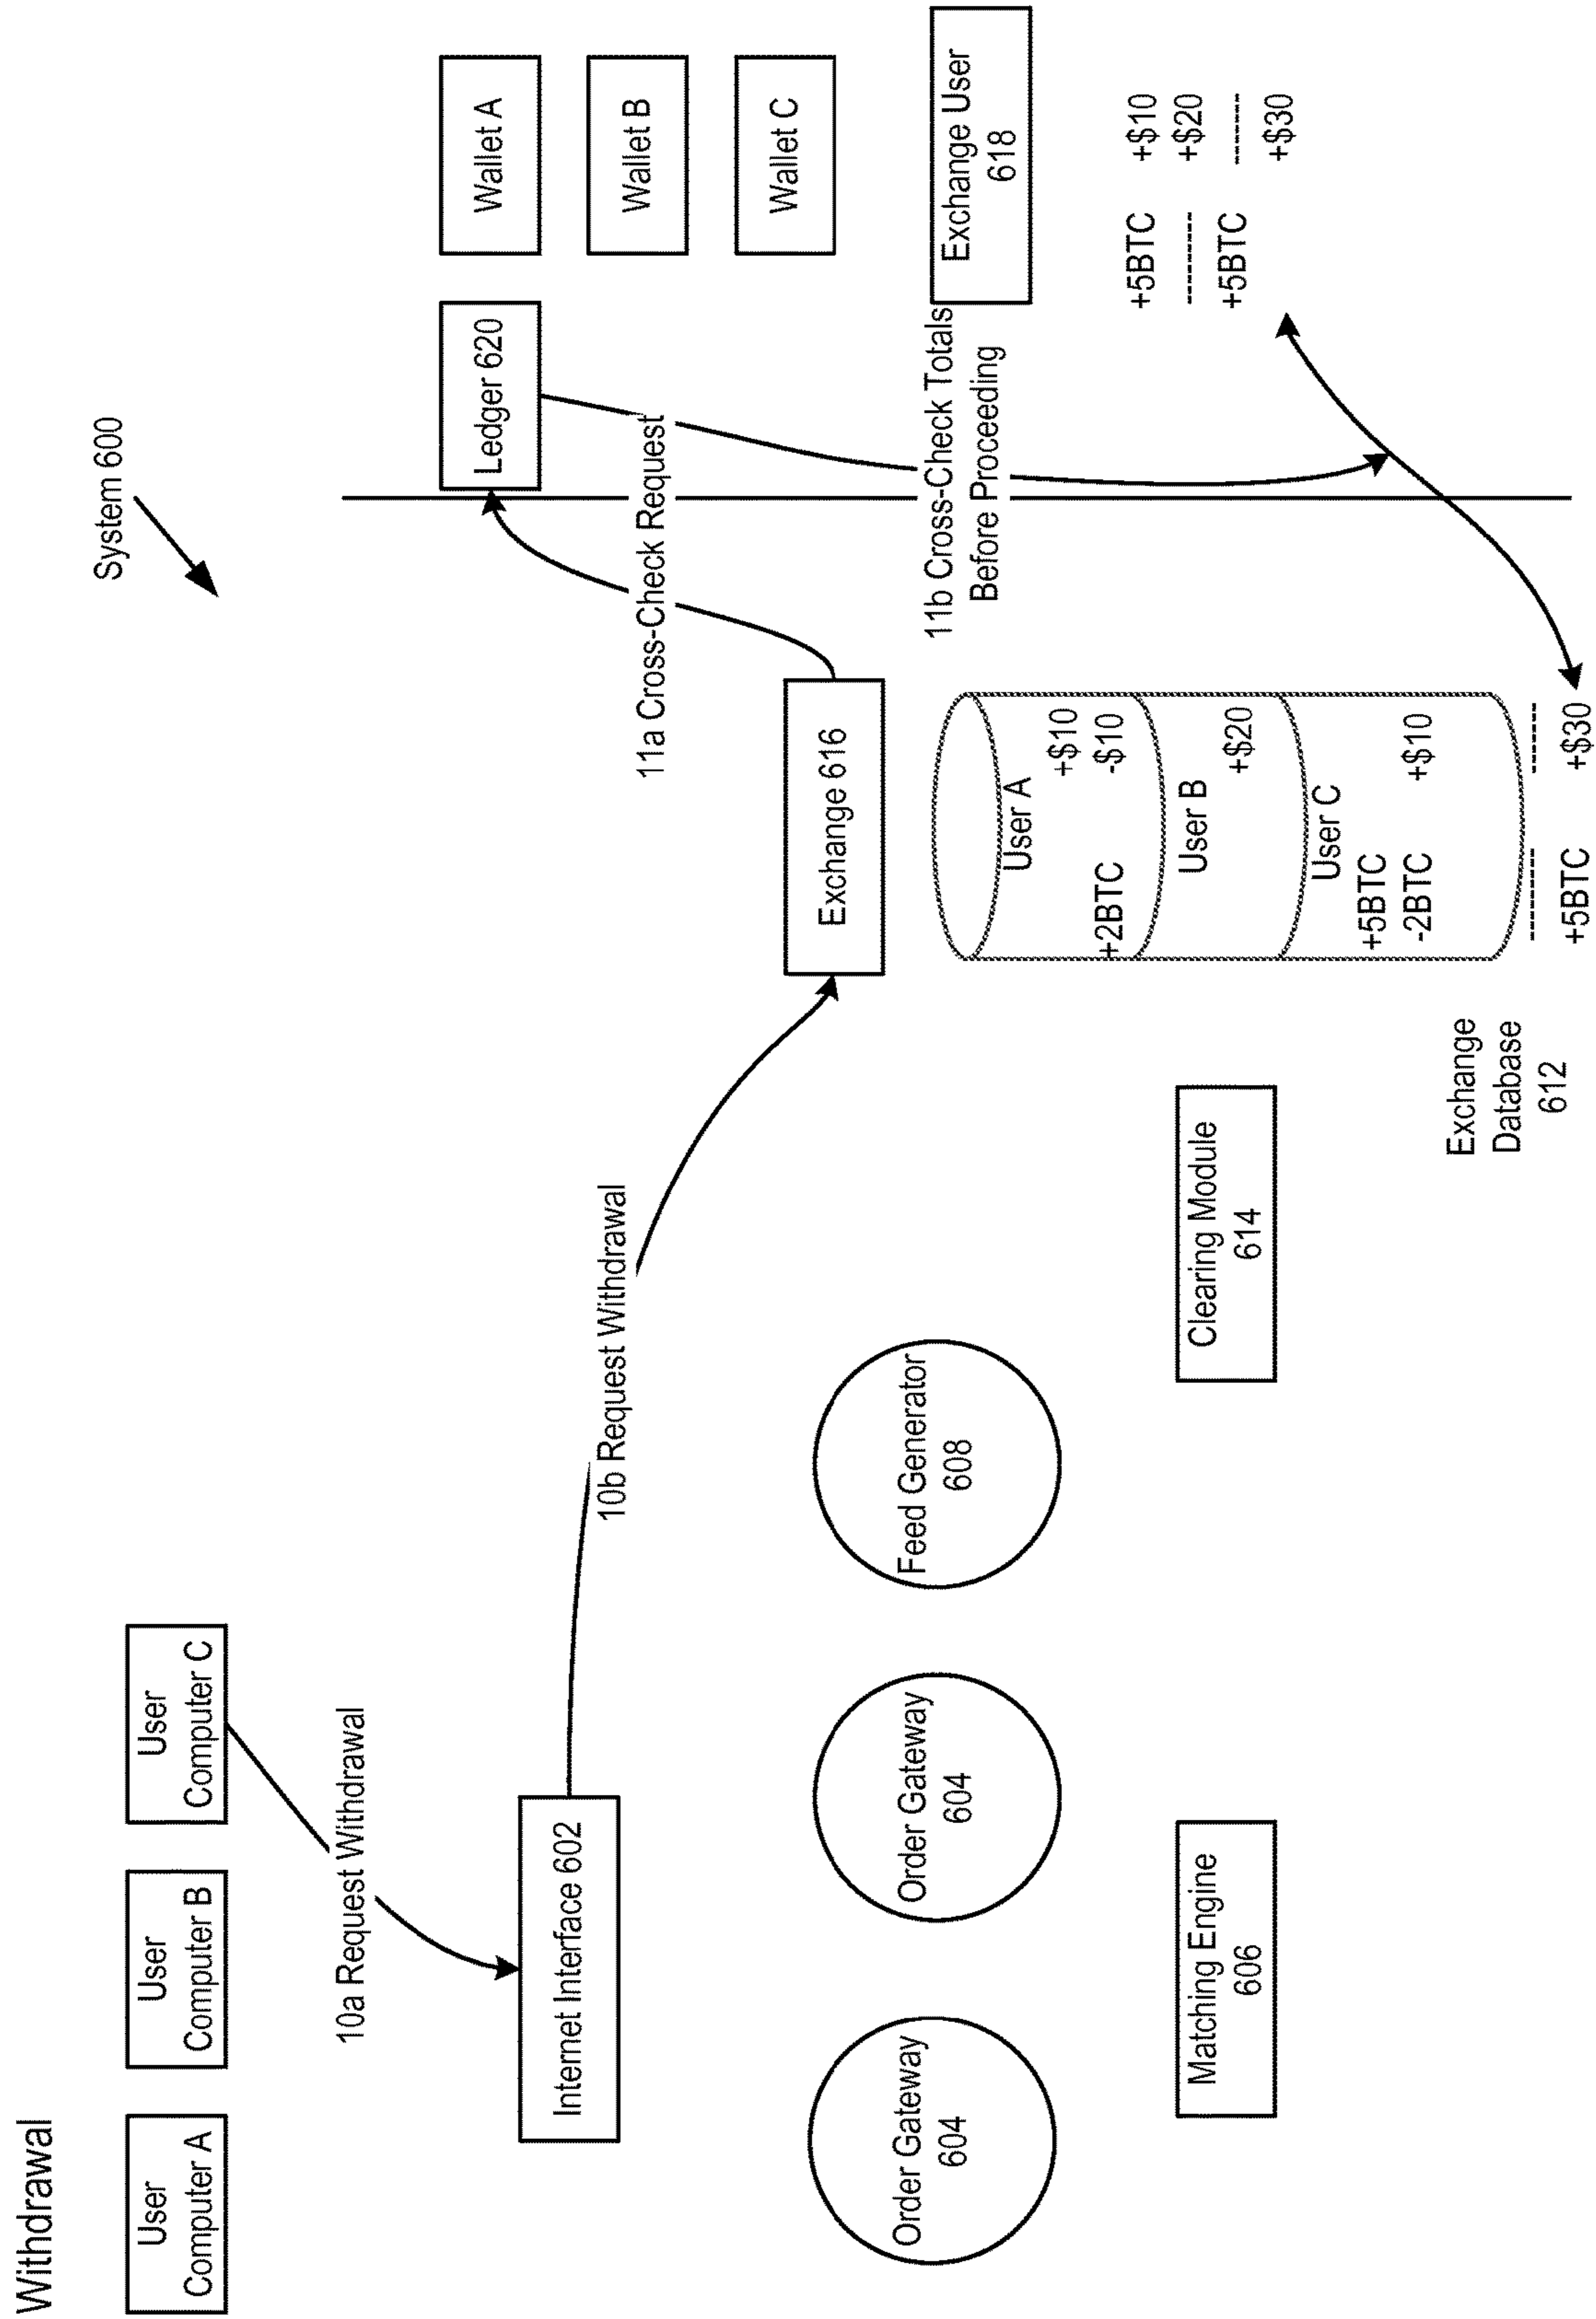 Withdrawal
System 600
User
Computer A
User
Computer B
User
Computer C
10a Request Withdrawal
Internet Interface 602
10b Request Withdrawal
11a Cross-Check Request
Ledger 620
Wallet A
Wallet B
Wallet C
Order Gateway
604
Order Gateway
604
Feed Generator
608
Exchange 616
11b Cross-Check Totals
Before Proceeding
Exchange User
618
Matching Engine
606
Clearing Module
614
User A
+$10
+2BTC -$10
User B
+$20
User C
+5BTC
-2BTC +$10
--------- -------
+5BTC +$30
Exchange
Database
612
+5BTC +$10
--------- +$20
+5BTC -------
+$30